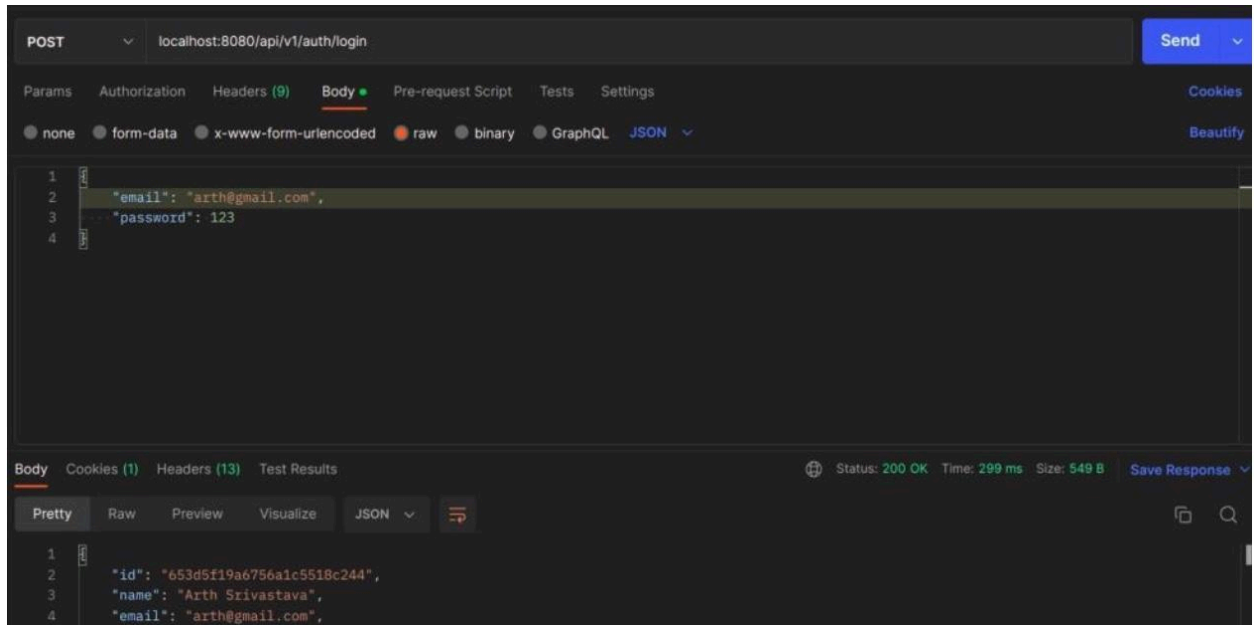 POST localhost:8080/api/v1/auth/login Send
Params Authorization Headers (9) Body Pre-request Script Tests Settings Cookies
none form-data x-www-form-urlencoded raw binary GraphQL JSON Beautify
1 {
2 "email": "arth@gmail.com",
3 "password": 123
4 }
Body Cookies (1) Headers (13) Test Results Status: 200 OK Time: 299 ms Size: 549 B Save Response
Pretty Raw Preview Visualize JSON
1 {
2 "id": "653d5f19a6756a1c5518c244",
3 "name": "Arth Srivastava",
4 "email": "arth@gmail.com",